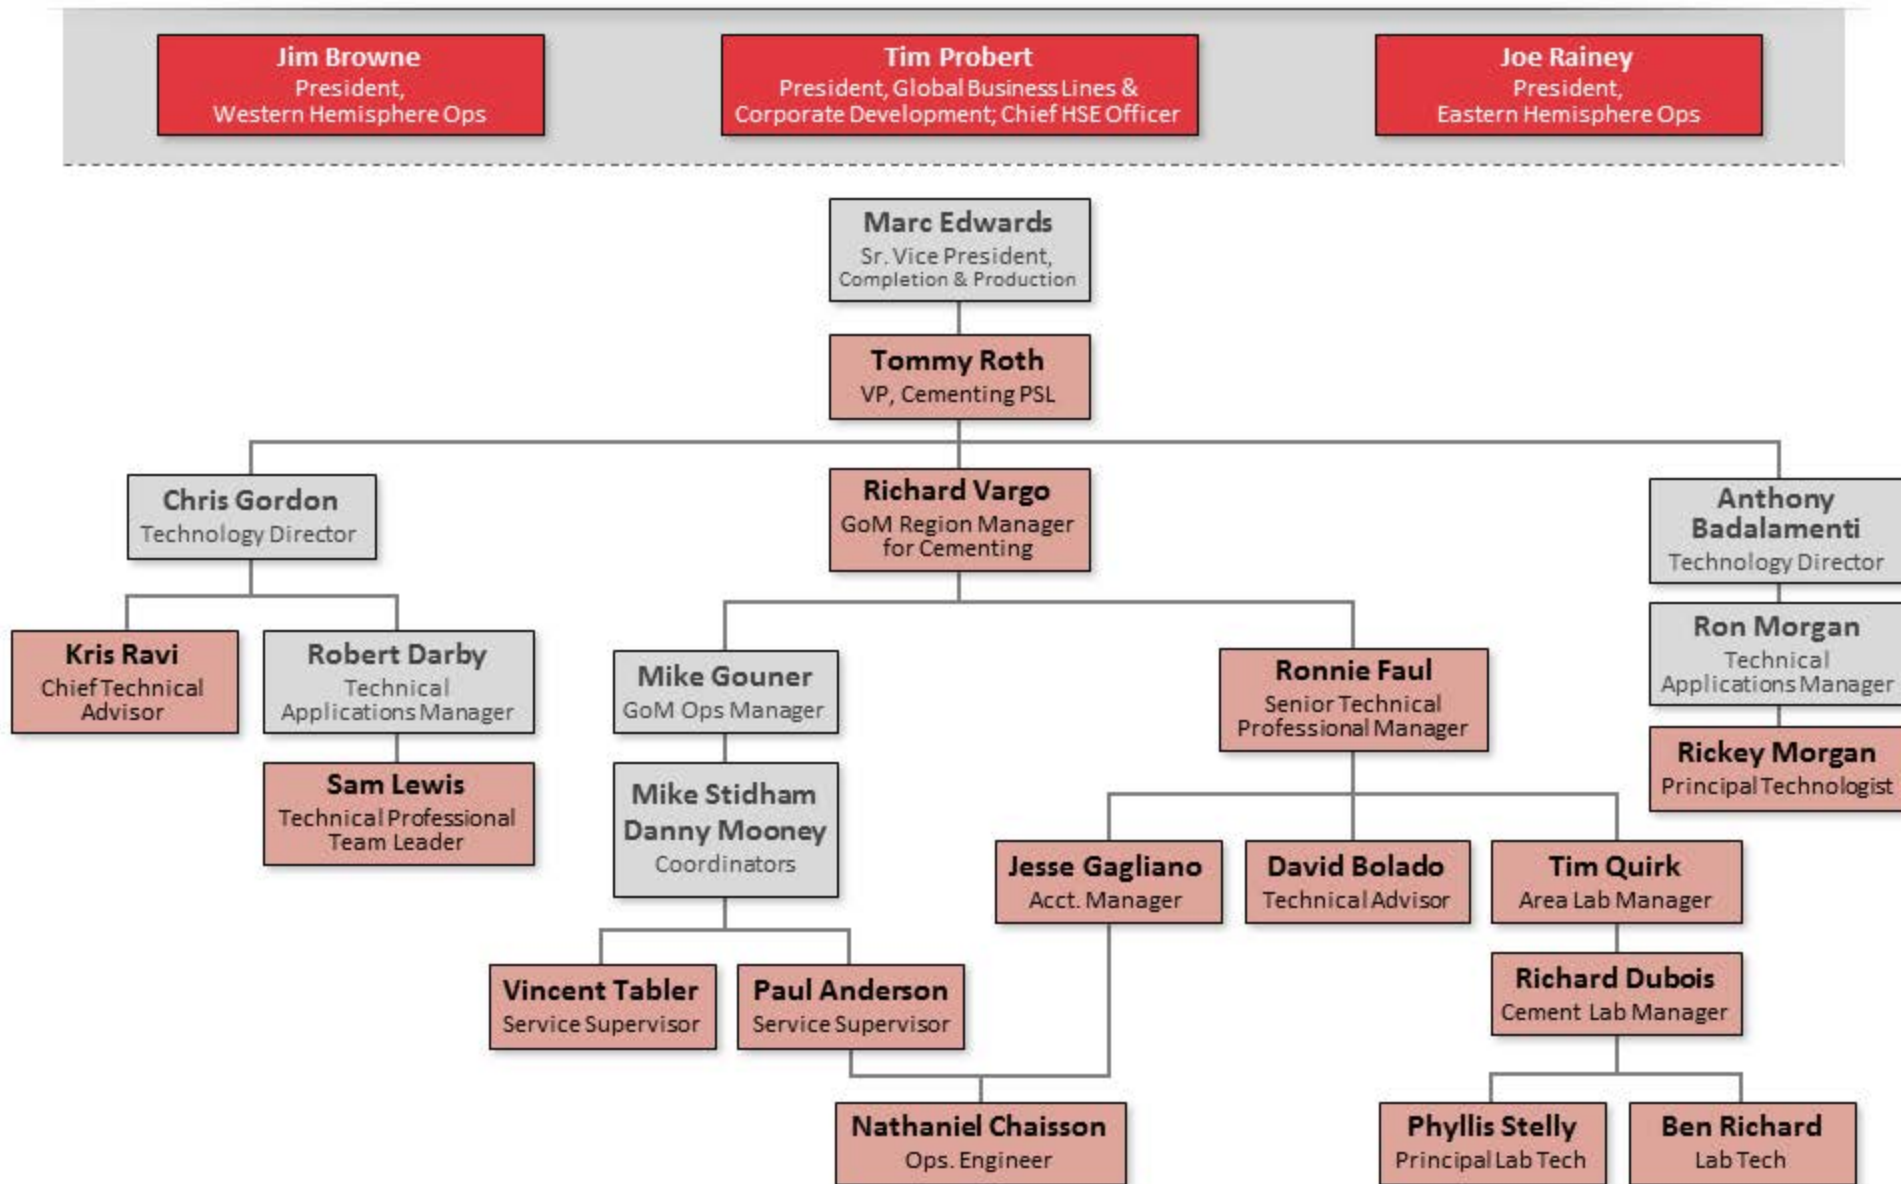 Jim Browne
President,
Western Hemisphere Ops
Tim Probert
President, Global Business Lines &
Corporate Development; Chief HSE Officer
Joe Rainey
President,
Eastern Hemisphere Ops
Marc Edwards
Sr. Vice President,
Completion & Production
Tommy Roth
VP, Cementing PSL
Chris Gordon
Technology Director
Richard Vargo
GoM Region Manager
for Cementing
Anthony
Badalamenti
Technology Director
Kris Ravi
Chief Technical
Advisor
Robert Darby
Technical
Applications Manager
Sam Lewis
Technical Professional
Team Leader
Mike Gouner
GoM Ops Manager
Mike Stidham
Danny Mooney
Coordinators
Ronnie Faul
Senior Technical
Professional Manager
Ron Morgan
Technical
Applications Manager
Rickey Morgan
Principal Technologist
Jesse Gagliano
Acct. Manager
David Bolado
Technical Advisor
Tim Quirk
Area Lab Manager
Vincent Tabler
Service Supervisor
Paul Anderson
Service Supervisor
Richard Dubois
Cement Lab Manager
Nathaniel Chaisson
Ops. Engineer
Phyllis Stelly
Principal Lab Tech
Ben Richard
Lab Tech